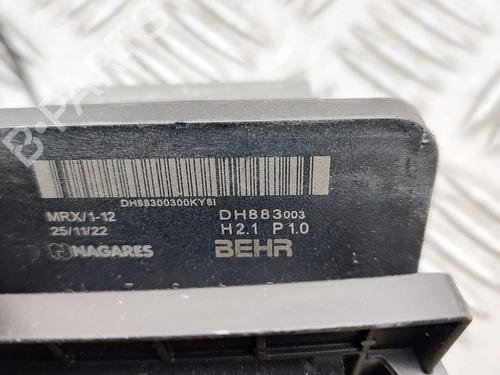 DH88300300KY6I
MRX/1-12 DH883003
25/11/22 H2.1 P1.0
NAGARES BEHR
B-PARTS